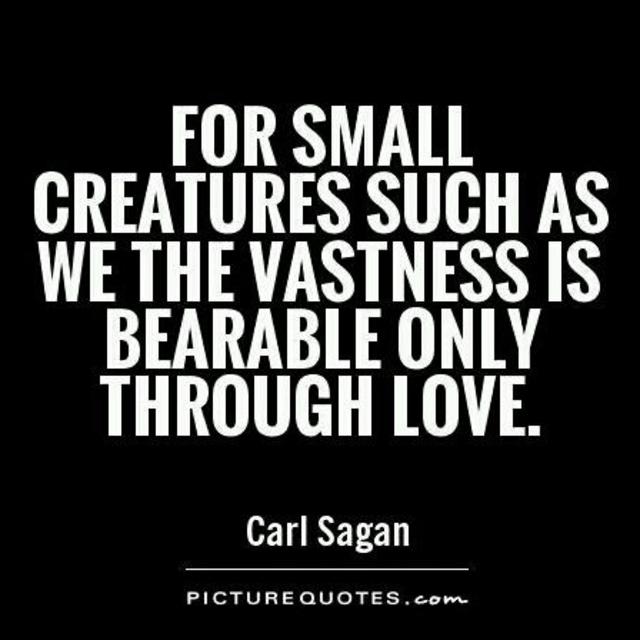 FOR SMALL
CREATURES SUCH AS
WE THE VASTNESS IS
BEARABLE ONLY
THROUGH LOVE.
Carl Sagan
PICTUREQUOTES.com